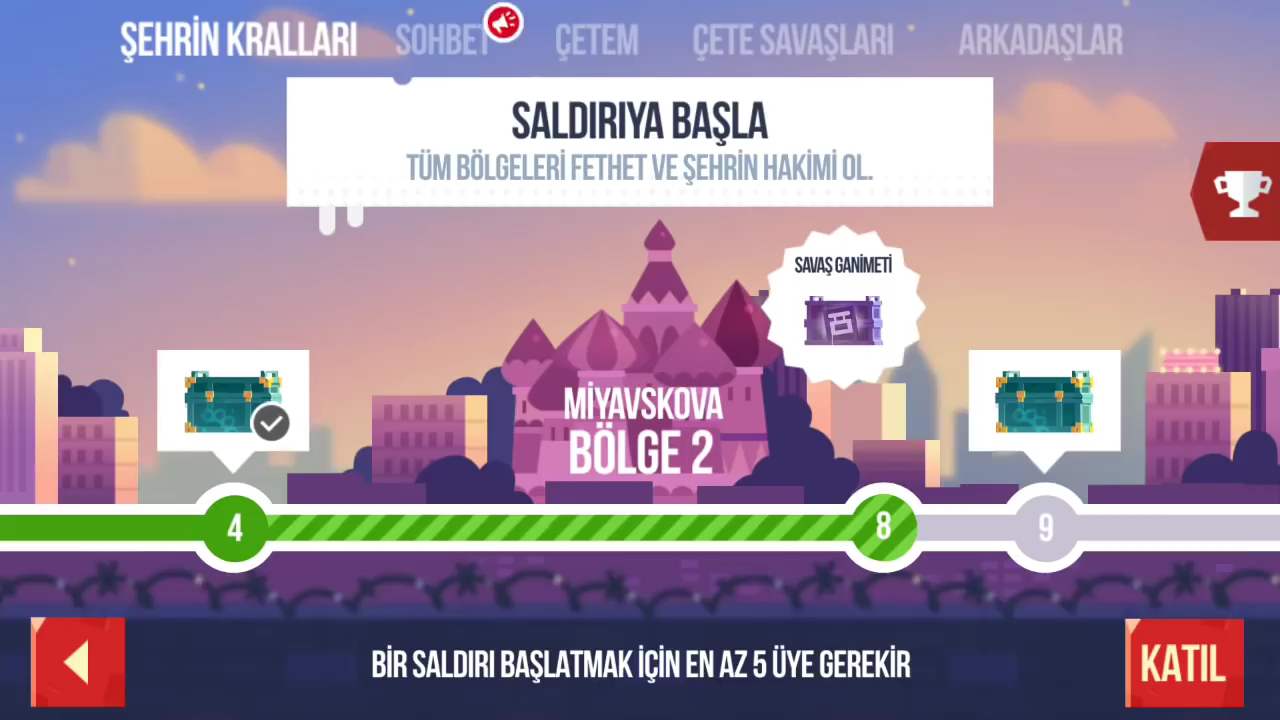 ŞEHRİN KRALLARI
SOHBET
ÇETEM
ÇETE SAVAŞLARI
ARKADAŞLAR
SALDIRIYA BAŞLA
TÜM BÖLGELERİ FETHET VE ŞEHRİN HAKİMİ OL.
SAVAŞ GANİMETİ
MİYAVSKOVA
BÖLGE 2
4
8
9
BİR SALDIRI BAŞLATMAK İÇİN EN AZ 5 ÜYE GEREKİR
KATIL